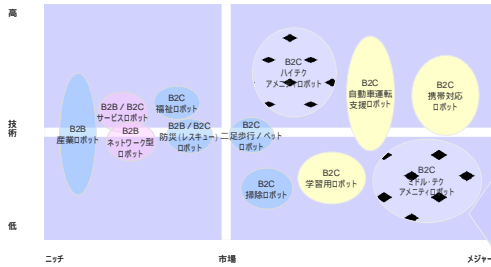 高
技術
低
B2B
産業ロボット
B2B / B2C
サービスロボット
B2B
ネットワーク型
ロボット
B2C
福祉ロボット
B2B / B2C
防災(レスキュー)
ロボット
B2C
二足歩行 / ペット
ロボット
B2C
ハイテク
アメニティロボット
B2C
自動車運転
支援ロボット
B2C
携帯対応
ロボット
B2C
掃除ロボット
B2C
学習用ロボット
B2C
ミドル・テク
アメニティロボット
ニッチ
市場
メジャー